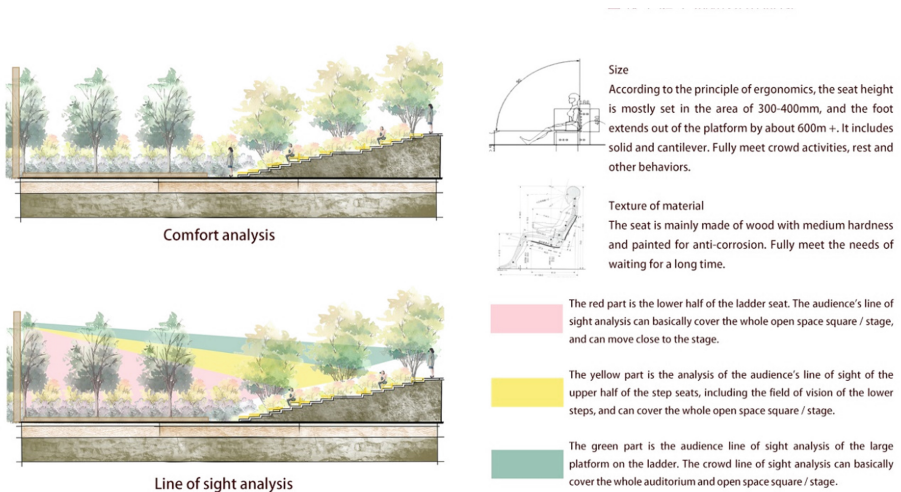 Comfort analysis
Line of sight analysis
Size
According to the principle of ergonomics, the seat height
is mostly set in the area of 300-400mm, and the foot
extends out of the platform by about 600m +. It includes
solid and cantilever. Fully meet crowd activities, rest and
other behaviors.
Texture of material
The seat is mainly made of wood with medium hardness
and painted for anti-corrosion. Fully meet the needs of
waiting for a long time.
The red part is the lower half of the ladder seat. The audience's line of
sight analysis can basically cover the whole open space square / stage,
and can move close to the stage.
The yellow part is the analysis of the audience's line of sight of the
upper half of the step seats, including the field of vision of the lower
steps, and can cover the whole open space square / stage.
The green part is the audience line of sight analysis of the large
platform on the ladder. The crowd line of sight analysis can basically
cover the whole auditorium and open space square / stage.